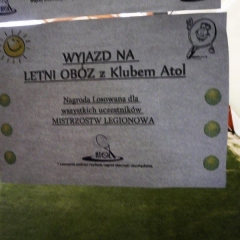 WYJAZD NA
LETNI OBÓZ z Klubem Atol
Nagroda Losowana dla
wszystkich uczestników
MISTRZOSTW LEGIONOWA